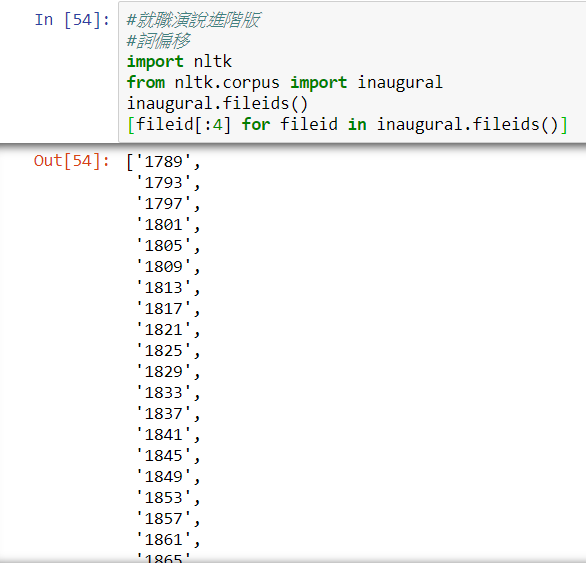 In [54]: #就職演說進階版
#詞偏移
import nltk
from nltk.corpus import inaugural
inaugural.fileids()
[fileid[:4] for fileid in inaugural.fileids()]
Out[54]: ['1789',
'1793',
'1797',
'1801',
'1805',
'1809',
'1813',
'1817',
'1821',
'1825',
'1829',
'1833',
'1837',
'1841',
'1845',
'1849',
'1853',
'1857',
'1861',
'1865'